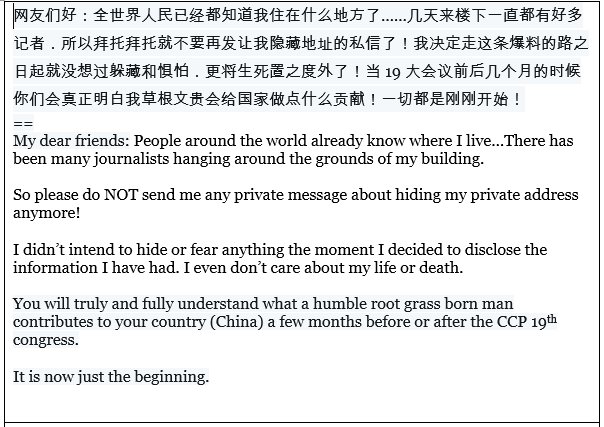 网友们好：全世界人民已经都知道我住在什么地方了……几天来楼下一直都有好多
记者．所以拜托拜托就不要再发让我隐藏地址的私信了！我决定走这条爆料的路之
日起就没想过躲藏和惧怕．更将生死置之度外了！当 19 大会议前后几个月的时候
你们会真正明白我草根文贵会给国家做点什么贡献！一切都是刚刚开始！
==
My dear friends: People around the world already know where I live...There has
been many journalists hanging around the grounds of my building.
So please do NOT send me any private message about hiding my private address
anymore!
I didn't intend to hide or fear anything the moment I decided to disclose the
information I have had. I even don't care about my life or death.
You will truly and fully understand what a humble root grass born man
contributes to your country (China) a few months before or after the CCP 19th
congress.
It is now just the beginning.